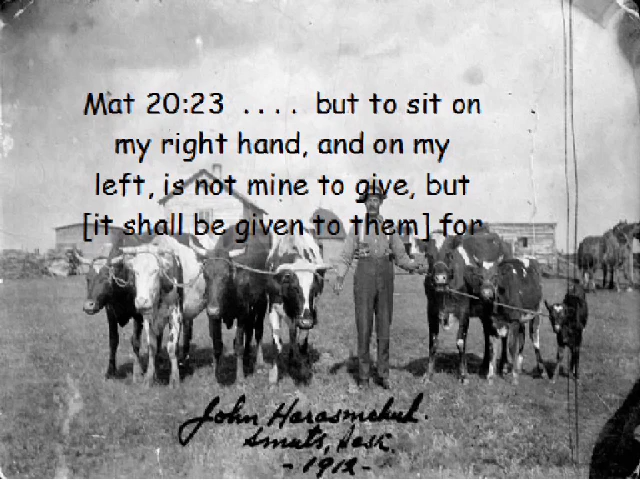 Mat 20:23 . . . . but to sit on
my right hand, and on my
left, is not mine to give, but
[it shall be given to them] for
John Harasmchuk.
Smuts, Sask.
- 1912 -